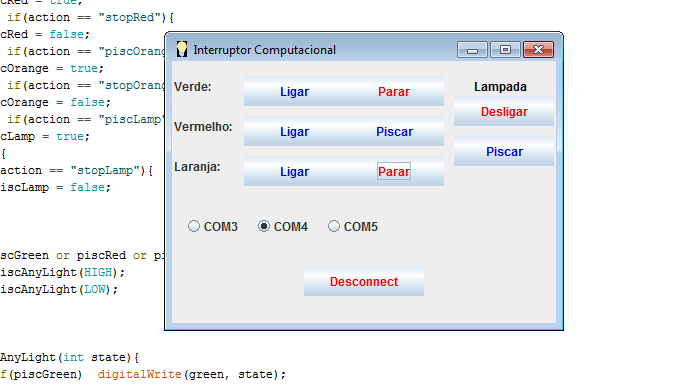 cRed = true;
if(action == "stopRed"){
cRed = false;
if(action == "piscOrang
cOrange = true;
if(action == "stopOrang
cOrange = false;
if(action == "piscLamp"
cLamp = true;
{
action == "stopLamp"){
iscLamp = false;
scGreen or piscRed or pi
iscAnyLight(HIGH);
iscAnyLight(LOW);
AnyLight(int state){
f(piscGreen) digitalWrite(green, state);
Interruptor Computacional
Verde: Ligar Parar
Vermelho: Ligar Piscar
Laranja: Ligar Parar
Lampada
Desligar
Piscar
COM3 COM4 COM5
Desconnect